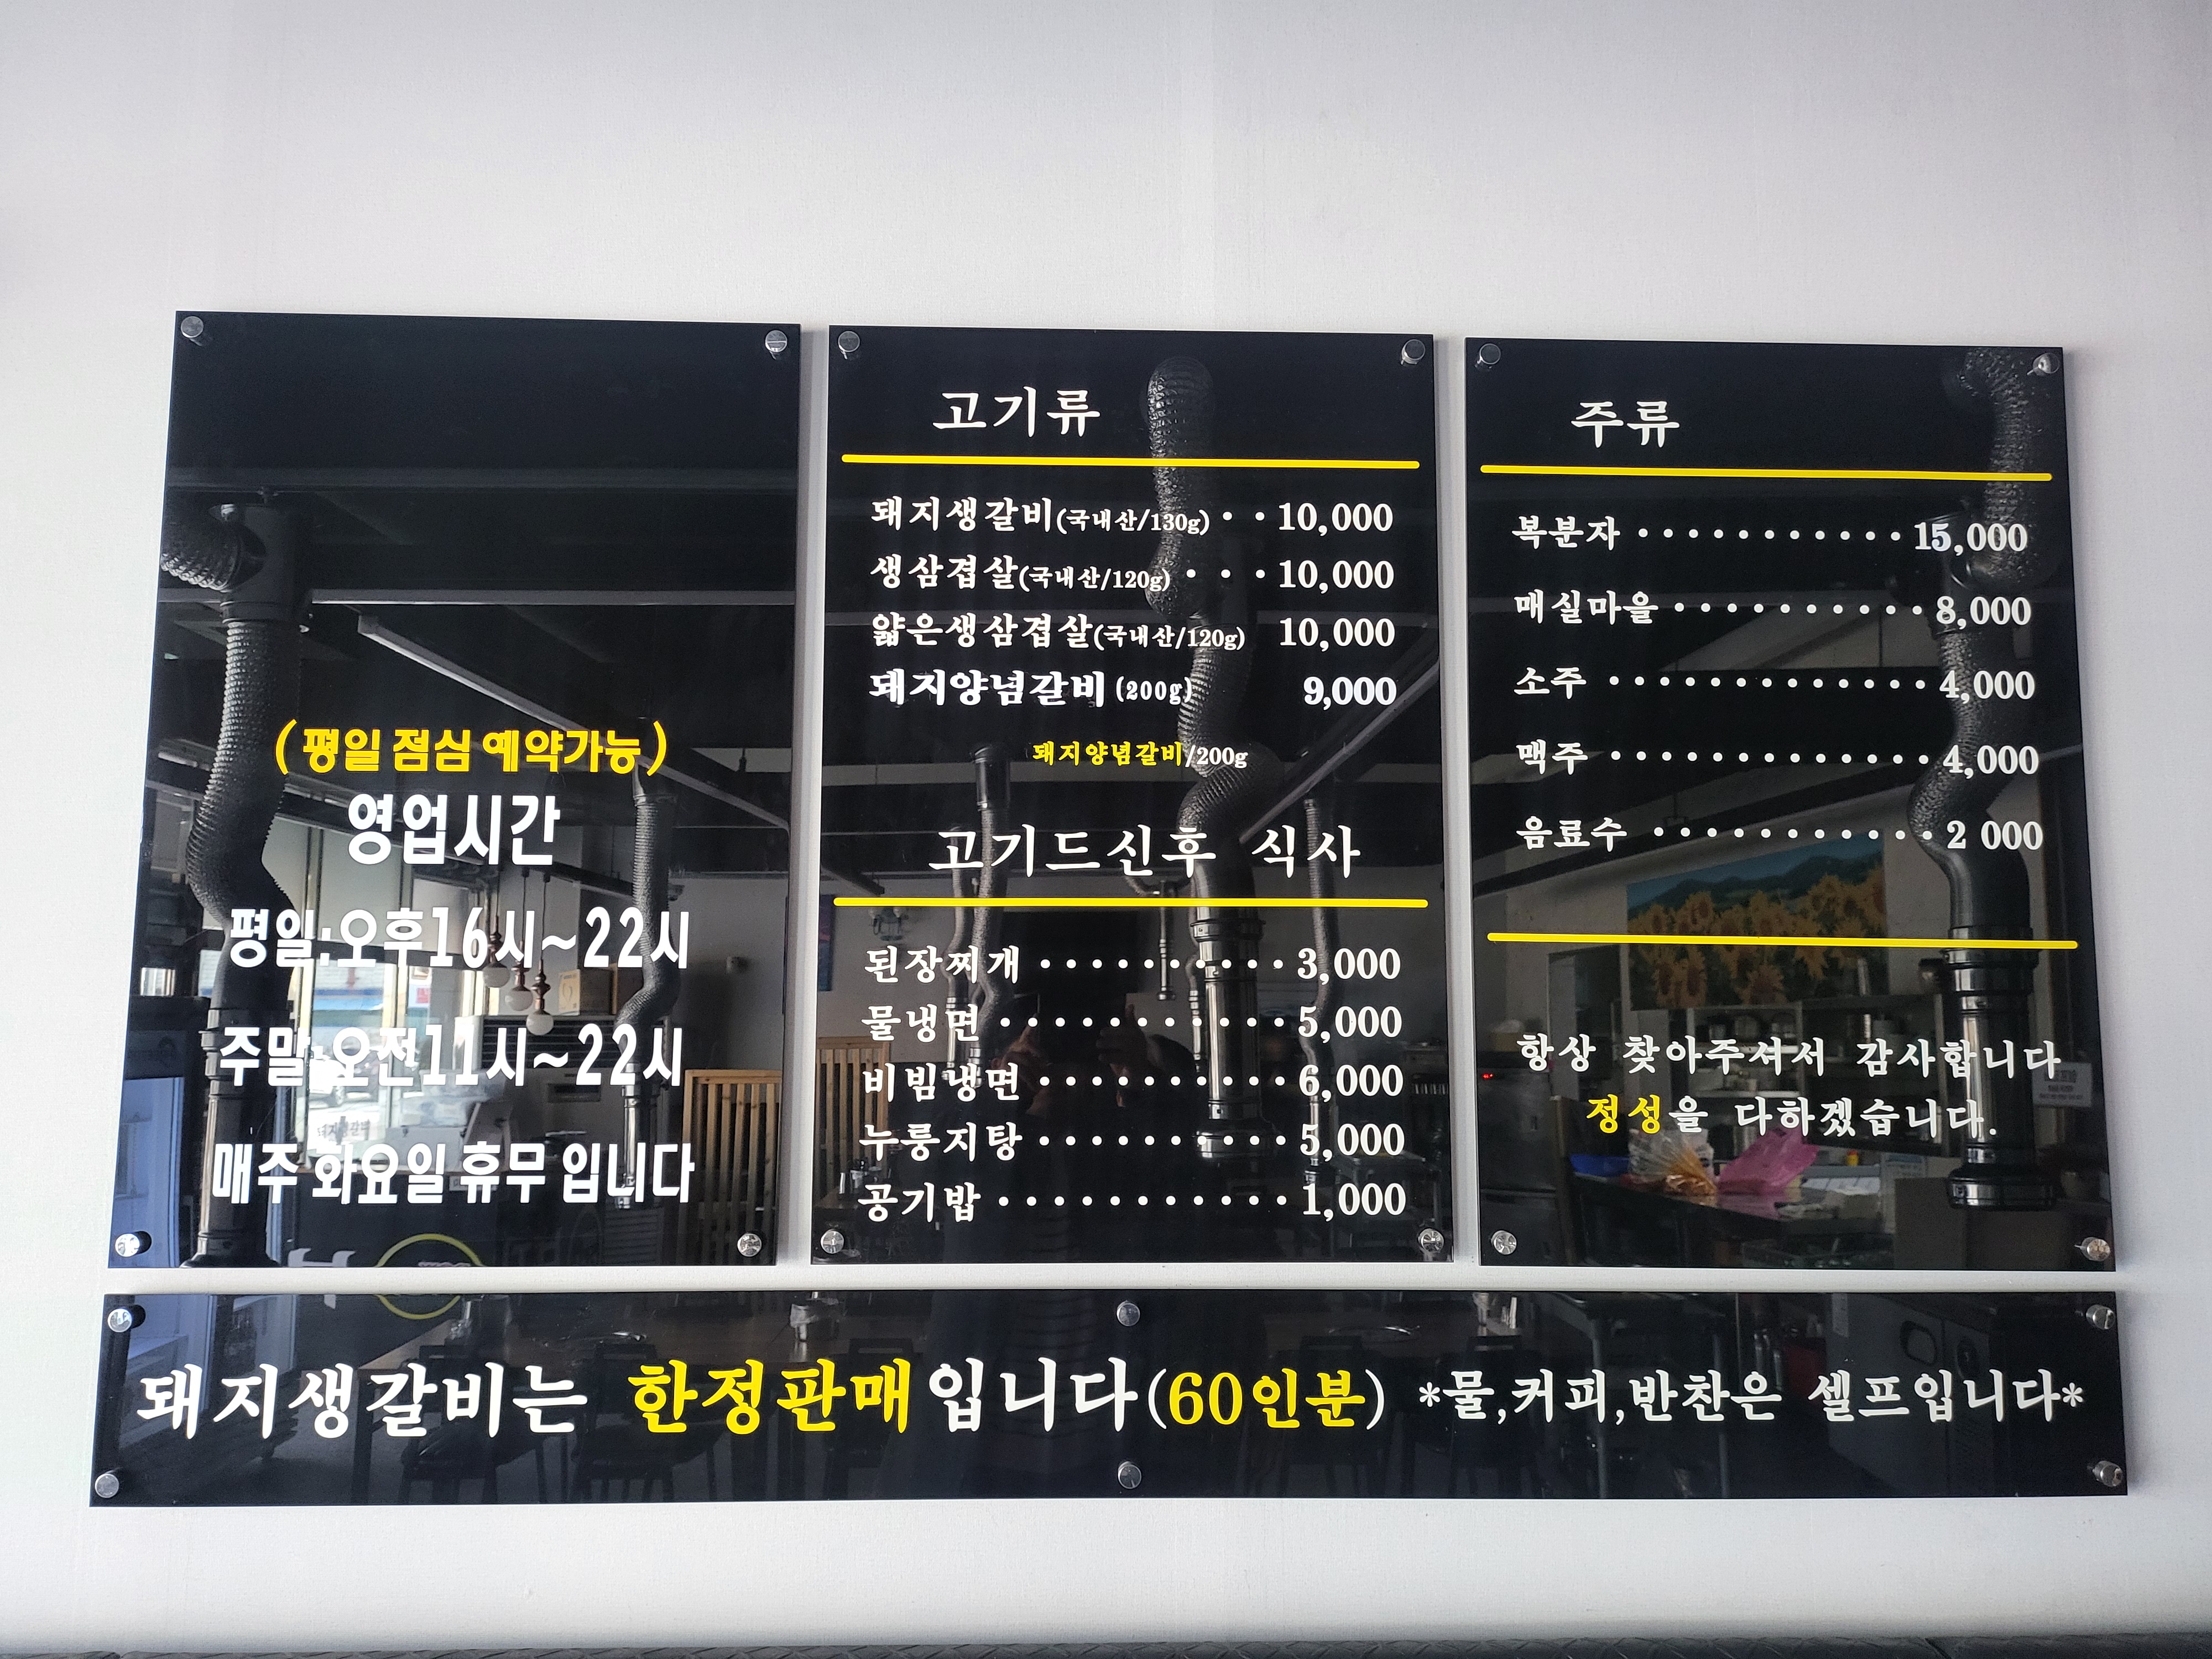 (평일 점심 예약가능)
영업시간
평일:오후16시~22시
주말:오전11시~22시
매주 화요일 휴무 입니다
고기류
돼지생갈비(국내산/130g)・・10,000
생삼겹살(국내산/120g)・・・10,000
얇은생삼겹살(국내산/120g) 10,000
돼지양념갈비(200g) 9,000
돼지양념갈비/200g
고기드신후 식사
된장찌개・・・・・・・・・・・3,000
물냉면・・・・・・・・・・・・5,000
비빔냉면・・・・・・・・・・・6,000
누룽지탕・・・・・・・・・・・5,000
공기밥・・・・・・・・・・・・1,000
주류
복분자・・・・・・・・・・・15,000
매실마을・・・・・・・・・・8,000
소주・・・・・・・・・・・・・4,000
맥주・・・・・・・・・・・・・4,000
음료수・・・・・・・・・・・・2 000
항상 찾아주셔서 감사합니다
정성을 다하겠습니다.
돼지생갈비는 한정판매입니다(60인분) *물,커피,반찬은 셀프입니다*